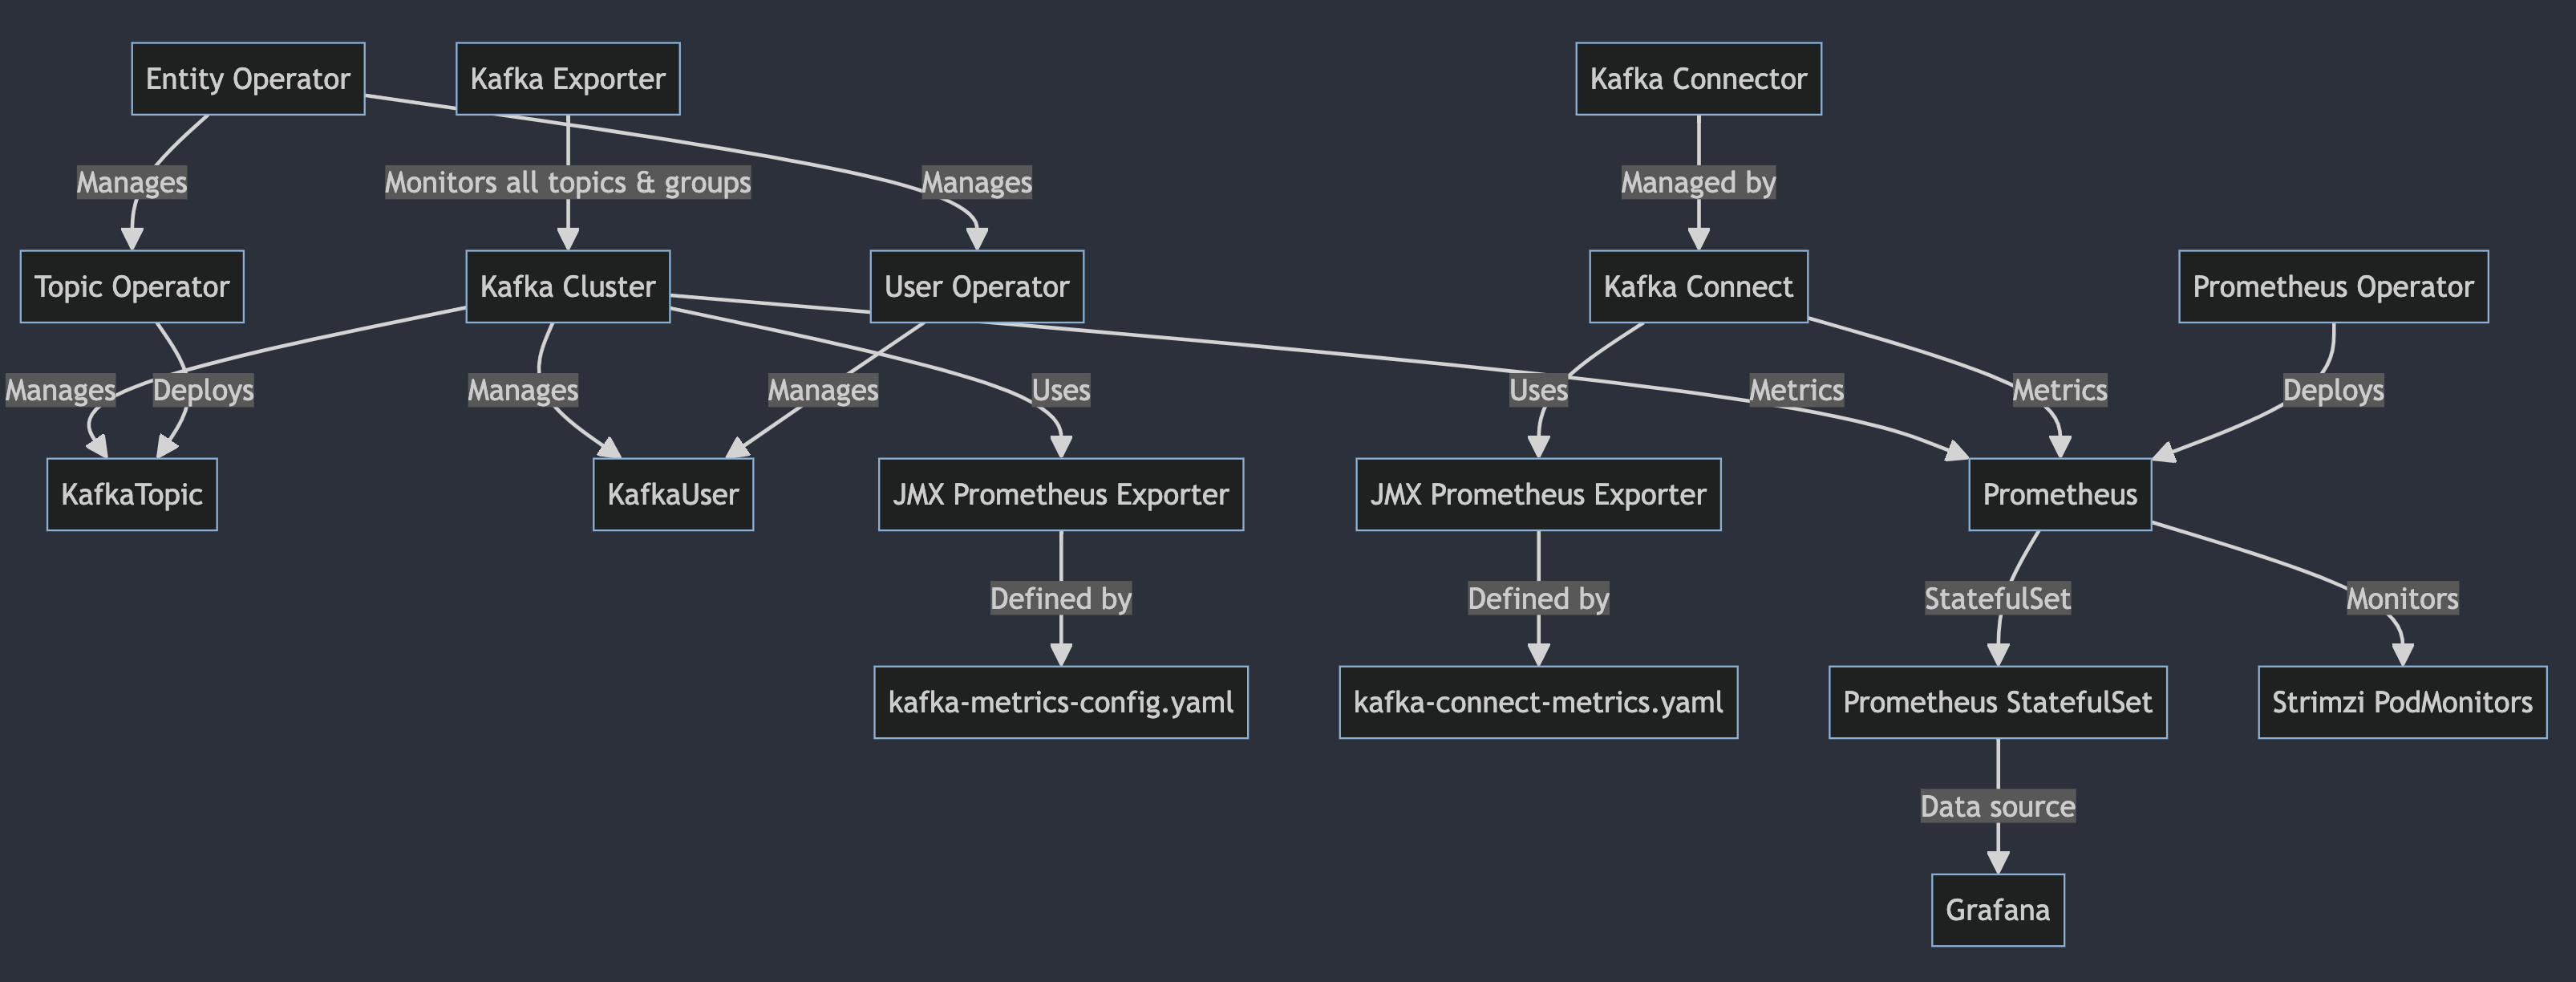 Entity Operator
Kafka Exporter
Kafka Connector
Manages
Monitors all topics & groups
Manages
Managed by
Topic Operator
Kafka Cluster
User Operator
Kafka Connect
Prometheus Operator
Manages
Deploys
Manages
Manages
Uses
Uses
Metrics
Metrics
Deploys
KafkaTopic
KafkaUser
JMX Prometheus Exporter
JMX Prometheus Exporter
Prometheus
Defined by
Defined by
StatefulSet
Monitors
kafka-metrics-config.yaml
kafka-connect-metrics.yaml
Prometheus StatefulSet
Strimzi PodMonitors
Data source
Grafana